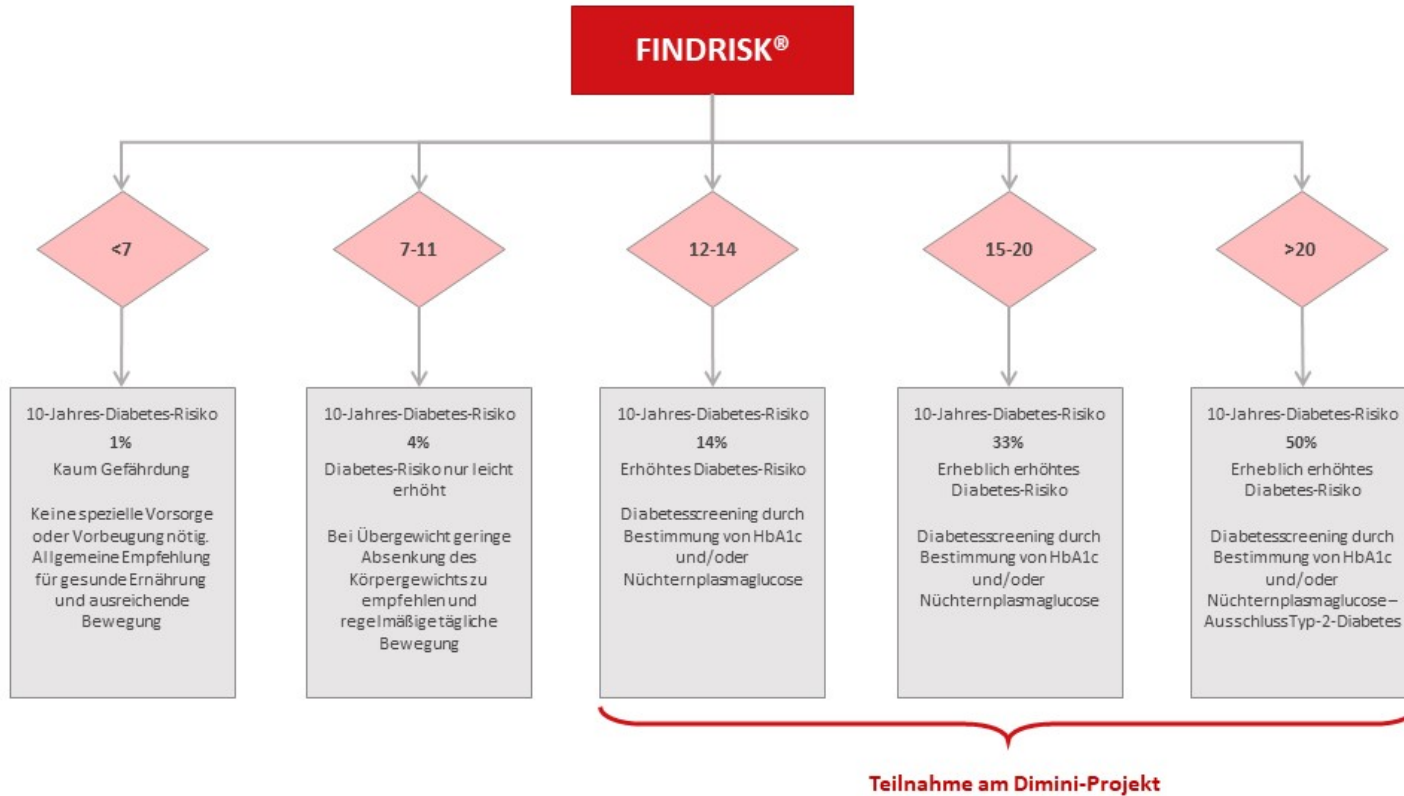 FINDRISK®
<7
7-11
12-14
15-20
>20
10-Jahres-Diabetes-Risiko
1%
Kaum Gefährdung
Keine spezielle Vorsorge
oder Vorbeugung nötig.
Allgemeine Empfehlung
für gesunde Ernährung
und ausreichende
Bewegung
10-Jahres-Diabetes-Risiko
4%
Diabetes-Risiko nur leicht
erhöht
Bei Übergewicht geringe
Absenkung des
Körpergewichts zu
empfehlen und
regelmäßige tägliche
Bewegung
10-Jahres-Diabetes-Risiko
14%
Erhöhtes Diabetes-Risiko
Diabetesscreening durch
Bestimmung von HbA1c
und/oder
Nüchternplasmaglucose
10-Jahres-Diabetes-Risiko
33%
Erheblich erhöhtes
Diabetes-Risiko
Diabetesscreening durch
Bestimmung von HbA1c
und/oder
Nüchternplasmaglucose
10-Jahres-Diabetes-Risiko
50%
Erheblich erhöhtes
Diabetes-Risiko
Diabetesscreening durch
Bestimmung von HbA1c
und/oder
Nüchternplasmaglucose –
Ausschluss Typ-2-Diabetes
Teilnahme am Dimini-Projekt